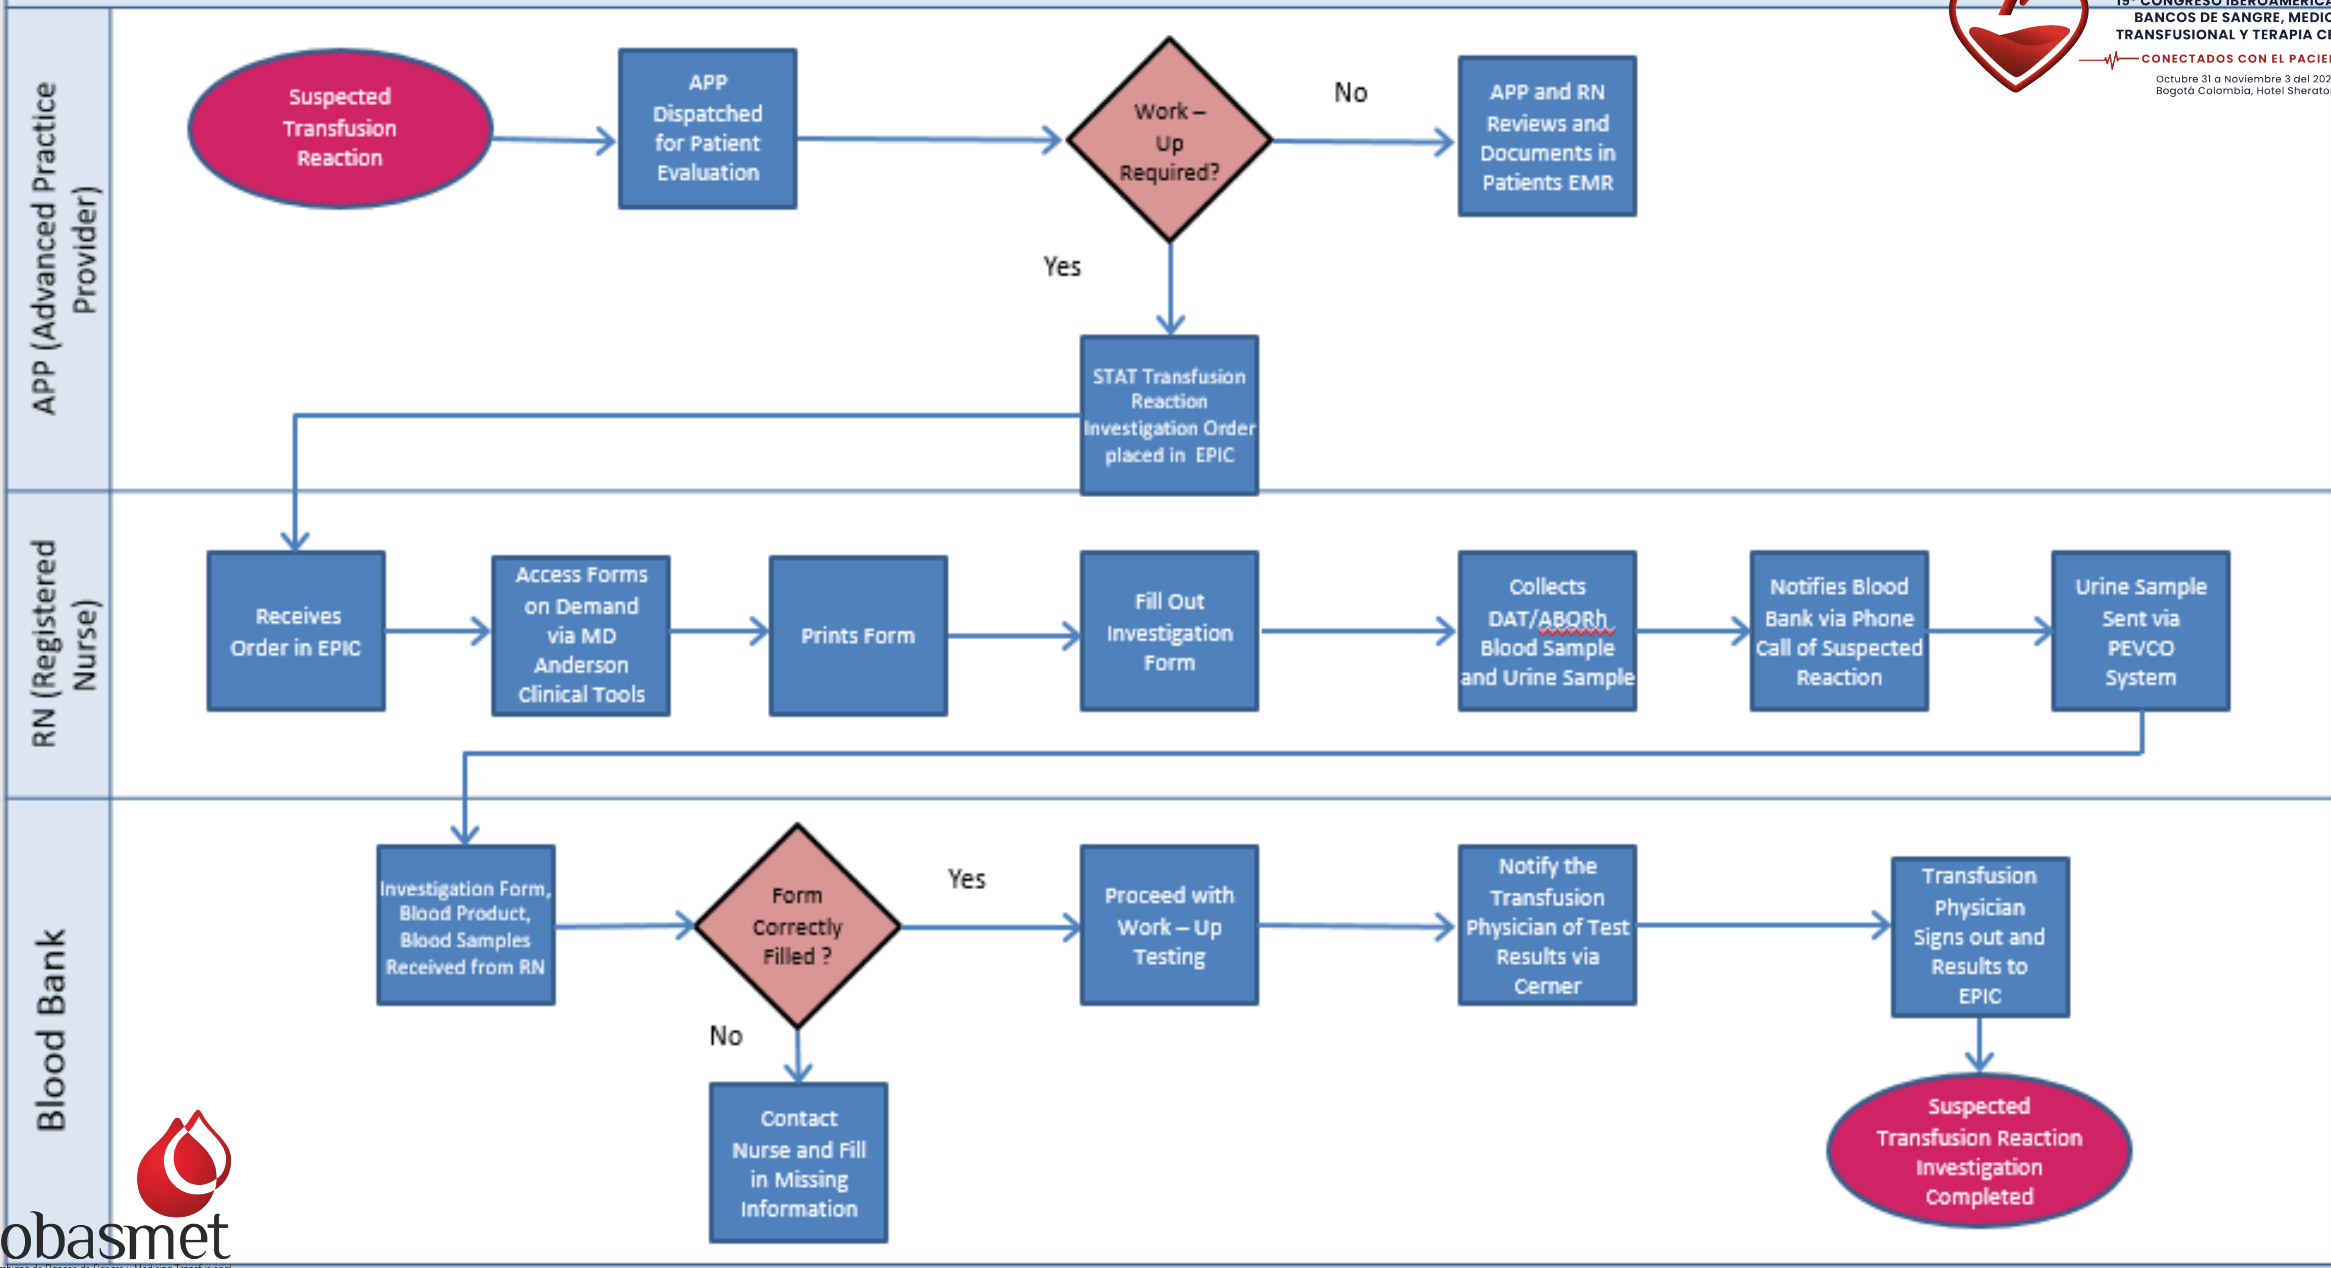 19º CONGRESO
BANCOS DE SANGRE,
TRANSFUSIONAL Y TERAPIA
CONECTADOS CON EL
Octubre 31 a Noviembre 3 del
Bogotá Colombia, Hotel
APP (Advanced Practice
Provider)
Suspected
Transfusion
Reaction
APP
Dispatched
for Patient
Evaluation
Work –
Up
Required?
No
APP and RN
Reviews and
Documents in
Patients EMR
Yes
STAT Transfusion
Reaction
Investigation Order
placed in EPIC
RN (Registered
Nurse)
Receives
Order in EPIC
Access Forms
on Demand
via MD
Anderson
Clinical Tools
Prints Form
Fill Out
Investigation
Form
Collects
DAT/ABORh
Blood Sample
and Urine Sample
Notifies Blood
Bank via Phone
Call of Suspected
Reaction
Urine Sample
Sent via
PEVCO
System
Blood Bank
Investigation Form,
Blood Product,
Blood Samples
Received from RN
Form
Correctly
Filled ?
Yes
Proceed with
Work – Up
Testing
Notify the
Transfusion
Physician of Test
Results via
Cerner
Transfusion
Physician
Signs out and
Results to
EPIC
No
Contact
Nurse and Fill
in Missing
Information
Suspected
Transfusion Reaction
Investigation
Completed
obasmet